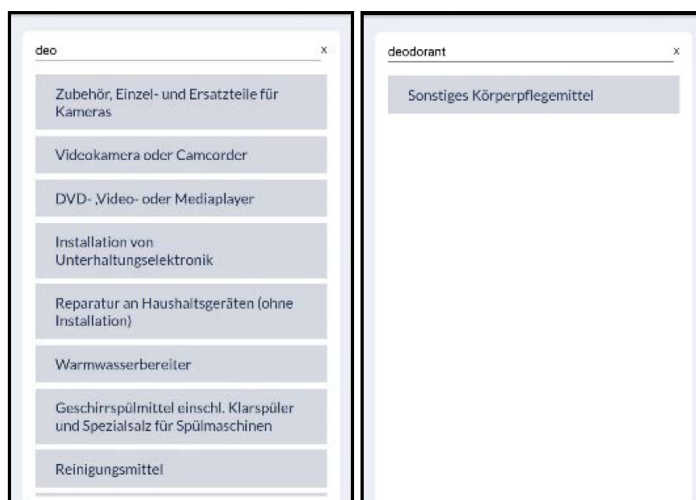 deo x
Zubehör, Einzel- und Ersatzteile für
Kameras
Videokamera oder Camcorder
DVD- ,Video- oder Mediaplayer
Installation von
Unterhaltungselektronik
Reparatur an Haushaltsgeräten (ohne
Installation)
Warmwasserbereiter
Geschirrspülmittel einschl. Klarspüler
und Spezialsalz für Spülmaschinen
Reinigungsmittel
deodorant x
Sonstiges Körperpflegemittel